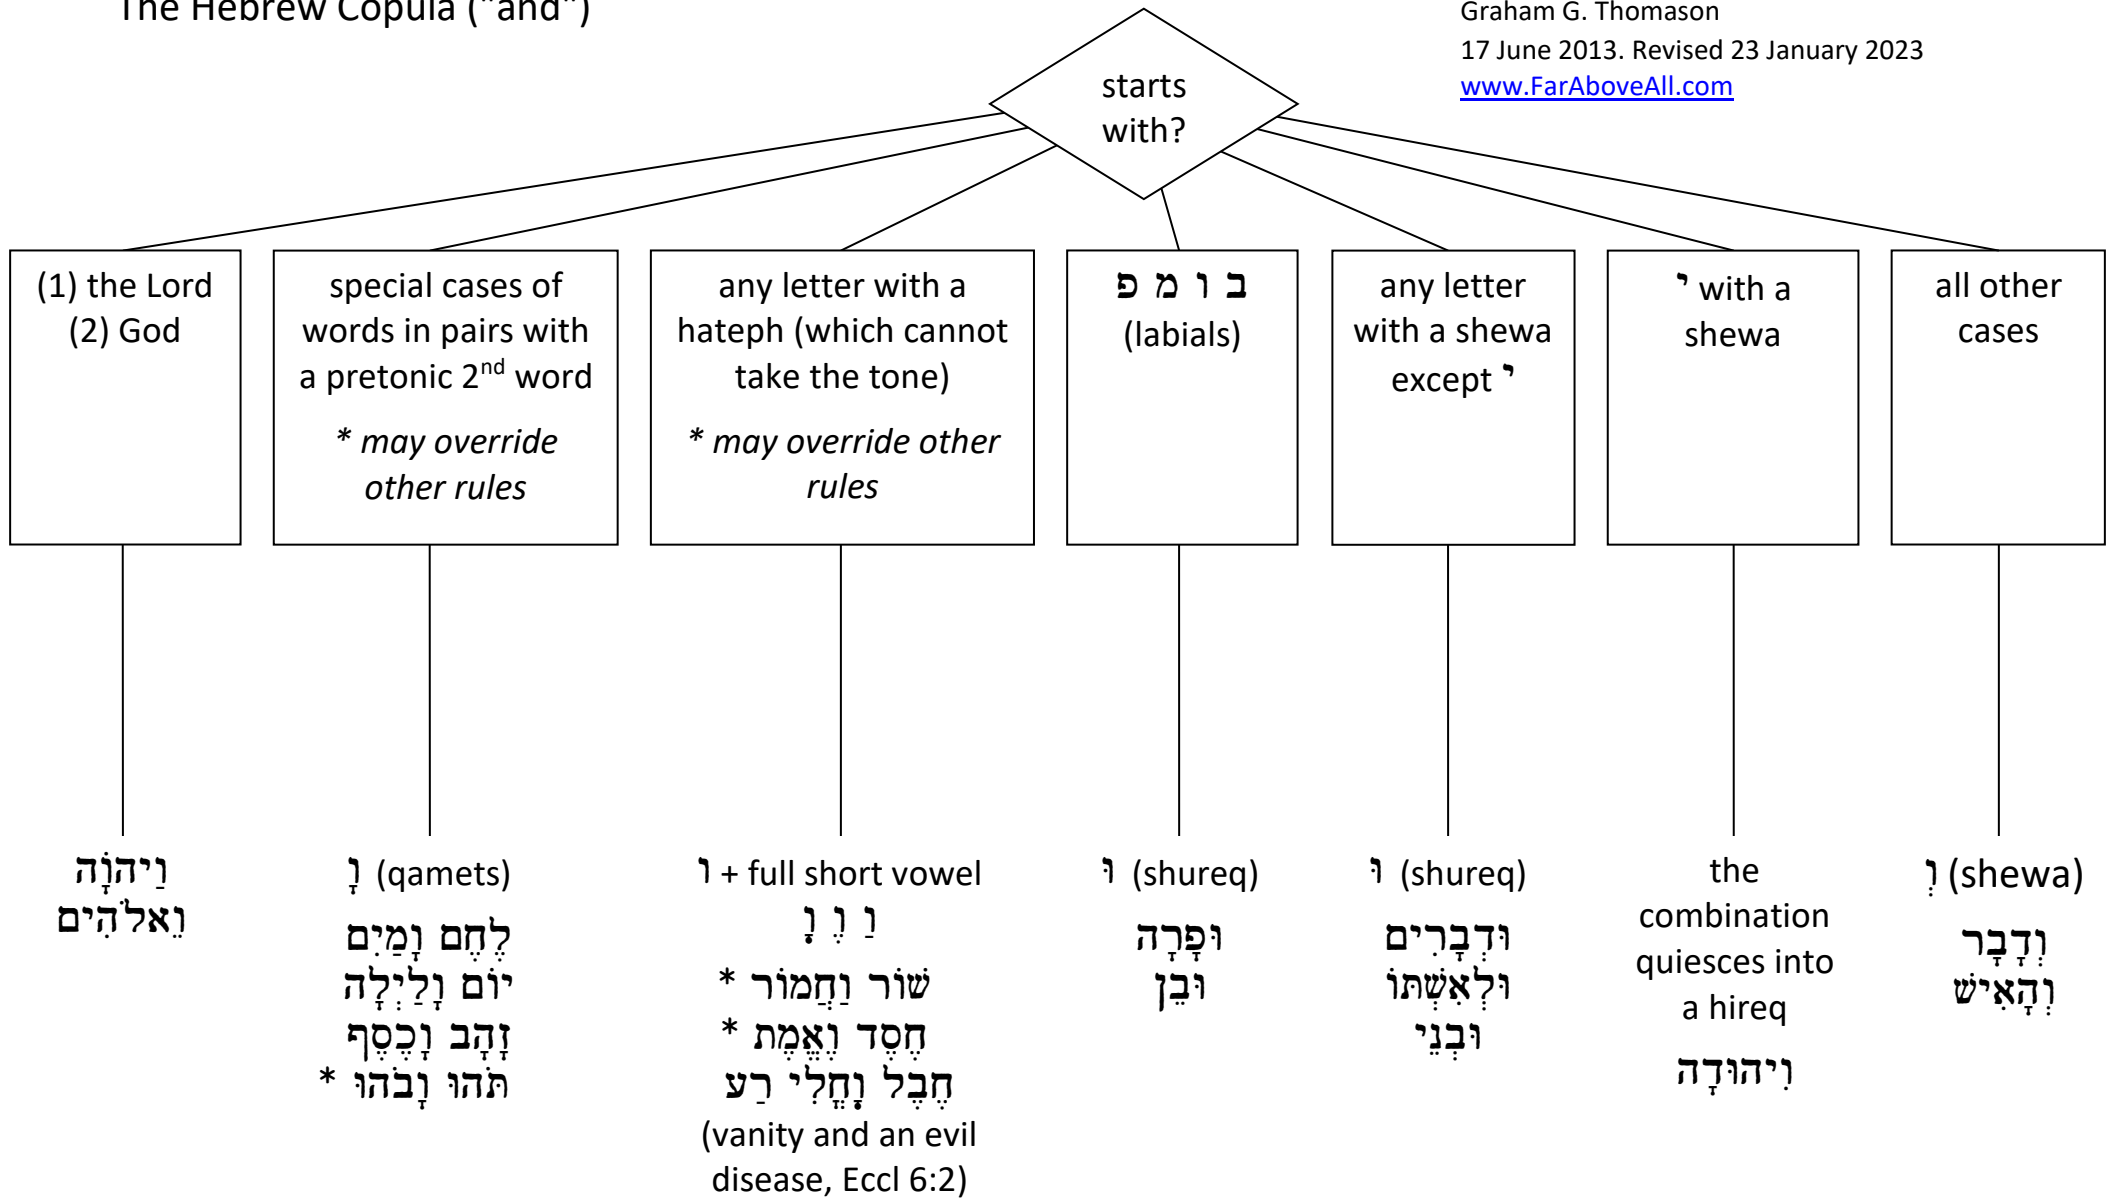 The Hebrew Copula ("and")
Graham G. Thomason
17 June 2013. Revised 23 January 2023
www.FarAboveAll.com
starts
with?
(1) the Lord
(2) God
special cases of
words in pairs with
a pretonic 2nd word
* may override
other rules
any letter with a
hateph (which cannot
take the tone)
* may override other
rules
ב ו מ פ
(labials)
any letter
with a shewa
except י
י with a
shewa
all other
cases
וַיהוָֹה
וֵאלֹהִים
וָ (qamets)
לֶחֶם וָמַיִם
יוֹם וָלַיְלָה
זָהָב וָכֶסֶף
תֹּהוּ וָבֹהוּ *
ו + full short vowel
וַ וֶ וָ
שׁוֹר וַחֲמוֹר *
חֶסֶד וֶאֱמֶת *
חֶבֶל וָחֳלִי רַע
(vanity and an evil
disease, Eccl 6:2)
וּ (shureq)
וּפָרָה
וּבֵן
וּ (shureq)
וּדְבָרִים
וּלְאִשְׁתּוֹ
וּבְנֵי
the
combination
quiesces into
a hireq
וִיהוּדָה
וְ (shewa)
וְדָבָר
וְהָאִישׁ